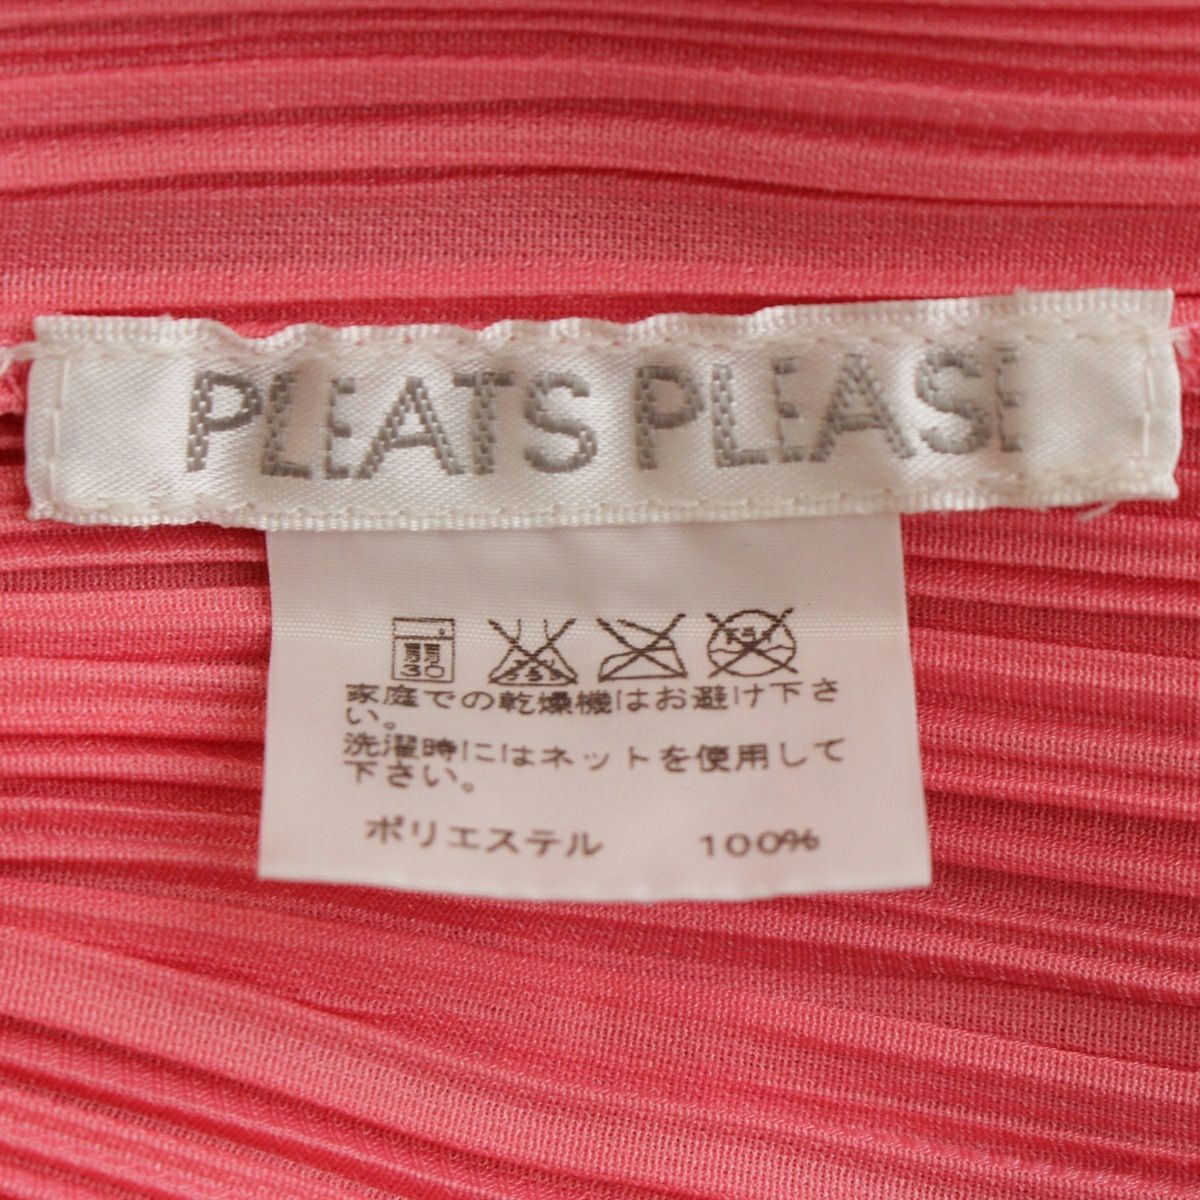 PLEATS PLEASE
30
家庭での乾燥機はお避け下さ
い。
洗濯時にはネットを使用して
下さい。
ポリエステル 100%